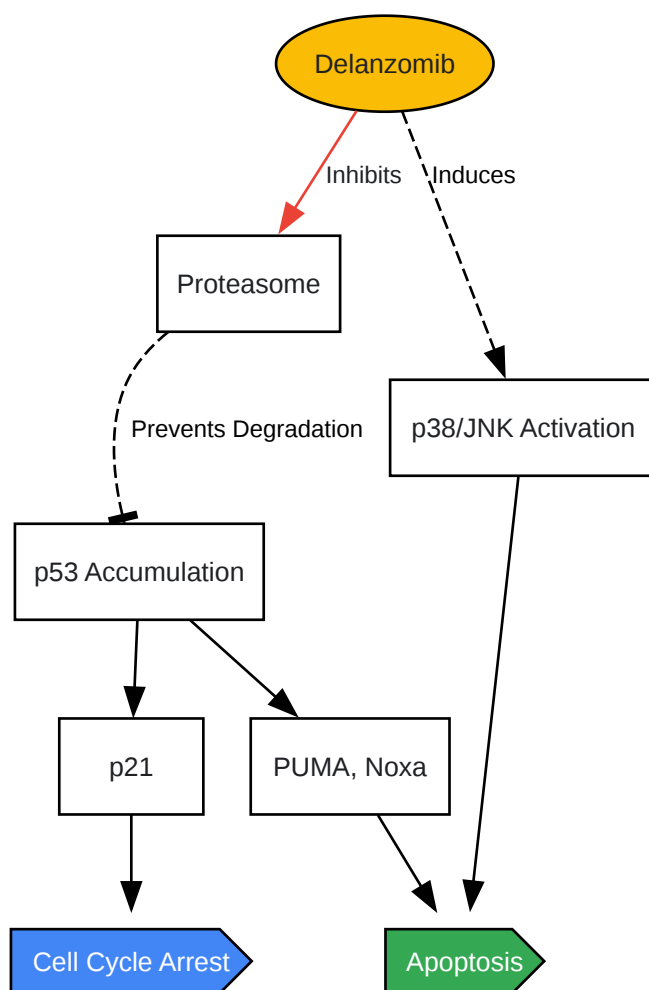 Delanzomib
Inhibits
Induces
Proteasome
p38/JNK Activation
Prevents Degradation
p53 Accumulation
p21
PUMA, Noxa
Cell Cycle Arrest
Apoptosis